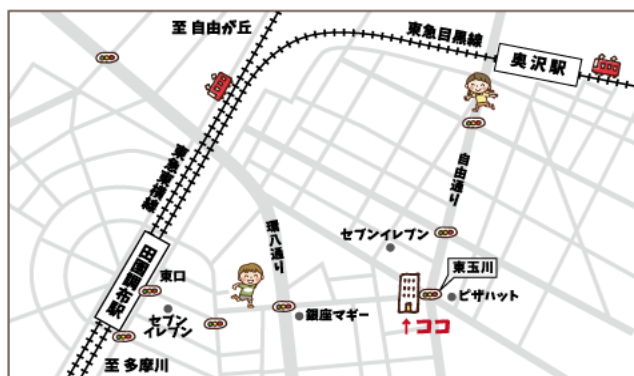 至 自由が丘
東急目黒線
奥沢駅
東急東横線
自由通り
環八通り
セブンイレブン
東玉川
田園調布駅
東口
セブン
イレブン
銀座マギー
ピザハット
↑ココ
至 多摩川